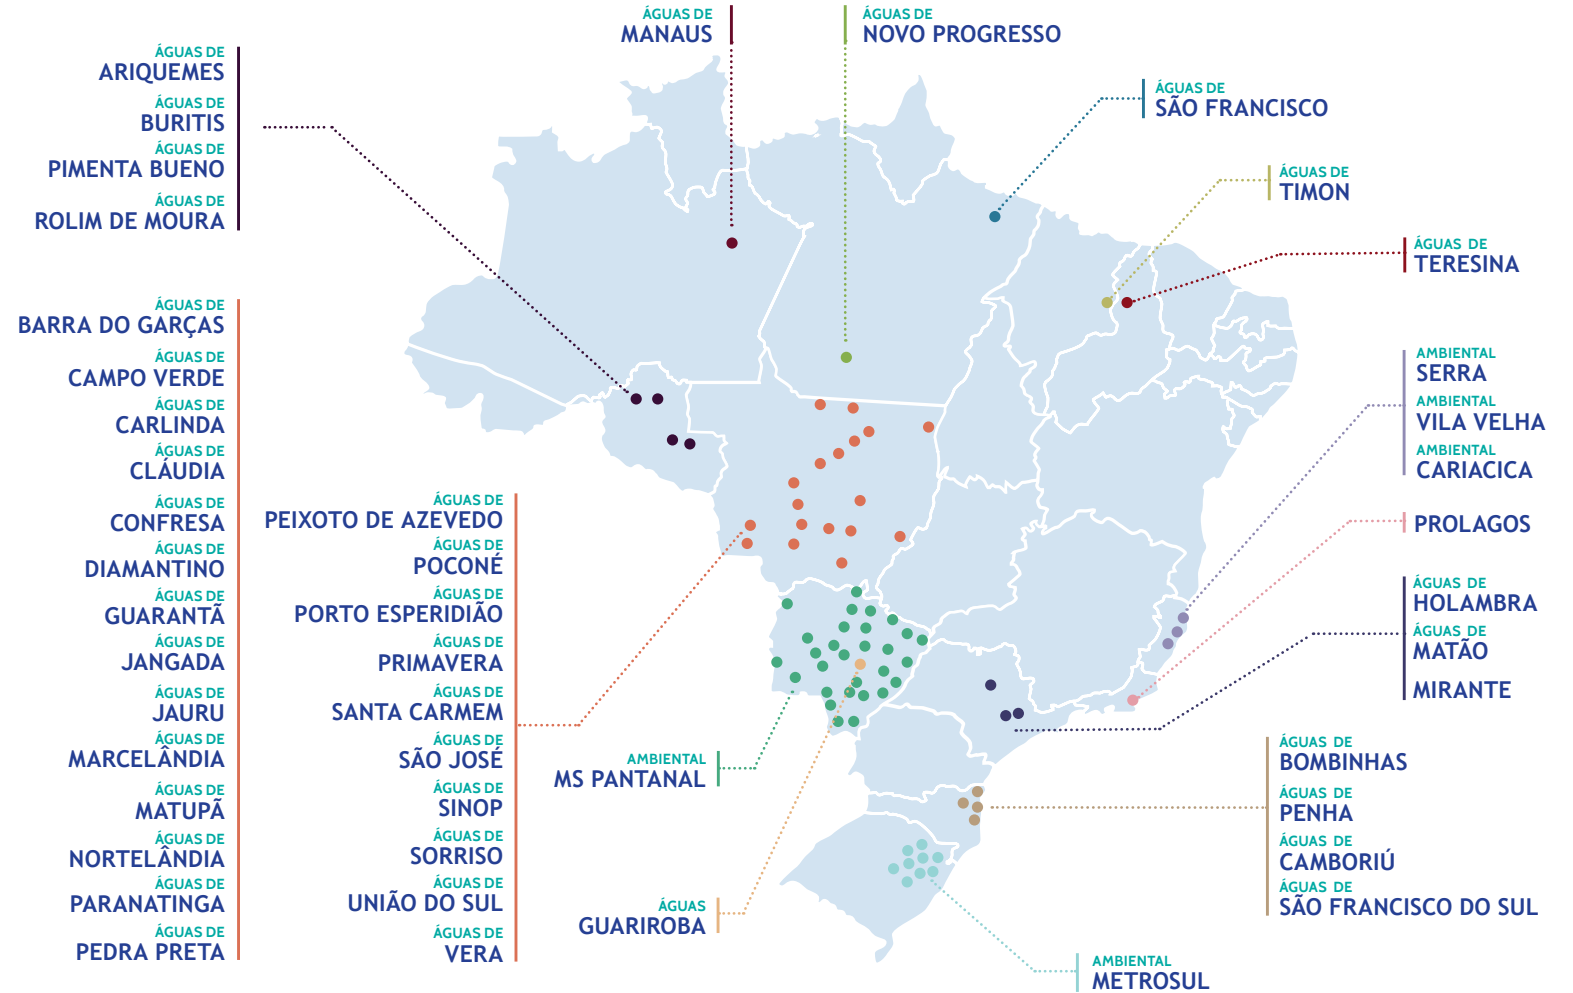 ÁGUAS DE
MANAUS
ÁGUAS DE
NOVO PROGRESSO
ÁGUAS DE
ARIQUEMES
ÁGUAS DE
BURITIS
ÁGUAS DE
PIMENTA BUENO
ÁGUAS DE
ROLIM DE MOURA
ÁGUAS DE
SÃO FRANCISCO
ÁGUAS DE
TIMON
ÁGUAS DE
TERESINA
ÁGUAS DE
BARRA DO GARÇAS
ÁGUAS DE
CAMPO VERDE
ÁGUAS DE
CARLINDA
ÁGUAS DE
CLÁUDIA
ÁGUAS DE
CONFRESA
ÁGUAS DE
DIAMANTINO
ÁGUAS DE
GUARANTÃ
ÁGUAS DE
JANGADA
ÁGUAS DE
JAURU
ÁGUAS DE
MARCELÂNDIA
ÁGUAS DE
MATUPÃ
ÁGUAS DE
NORTELÂNDIA
ÁGUAS DE
PARANATINGA
ÁGUAS DE
PEDRA PRETA
ÁGUAS DE
PEIXOTO DE AZEVEDO
ÁGUAS DE
POCONÉ
ÁGUAS DE
PORTO ESPERIDIÃO
ÁGUAS DE
PRIMAVERA
ÁGUAS DE
SANTA CARMEM
ÁGUAS DE
SÃO JOSÉ
ÁGUAS DE
SINOP
ÁGUAS DE
SORRISO
ÁGUAS DE
UNIÃO DO SUL
ÁGUAS DE
VERA
AMBIENTAL
MS PANTANAL
ÁGUAS
GUARIROBA
AMBIENTAL
SERRA
AMBIENTAL
VILA VELHA
AMBIENTAL
CARIACICA
PROLAGOS
ÁGUAS DE
HOLAMBRA
ÁGUAS DE
MATÃO
MIRANTE
ÁGUAS DE
BOMBINHAS
ÁGUAS DE
PENHA
ÁGUAS DE
CAMBORIÚ
ÁGUAS DE
SÃO FRANCISCO DO SUL
AMBIENTAL
METROSUL